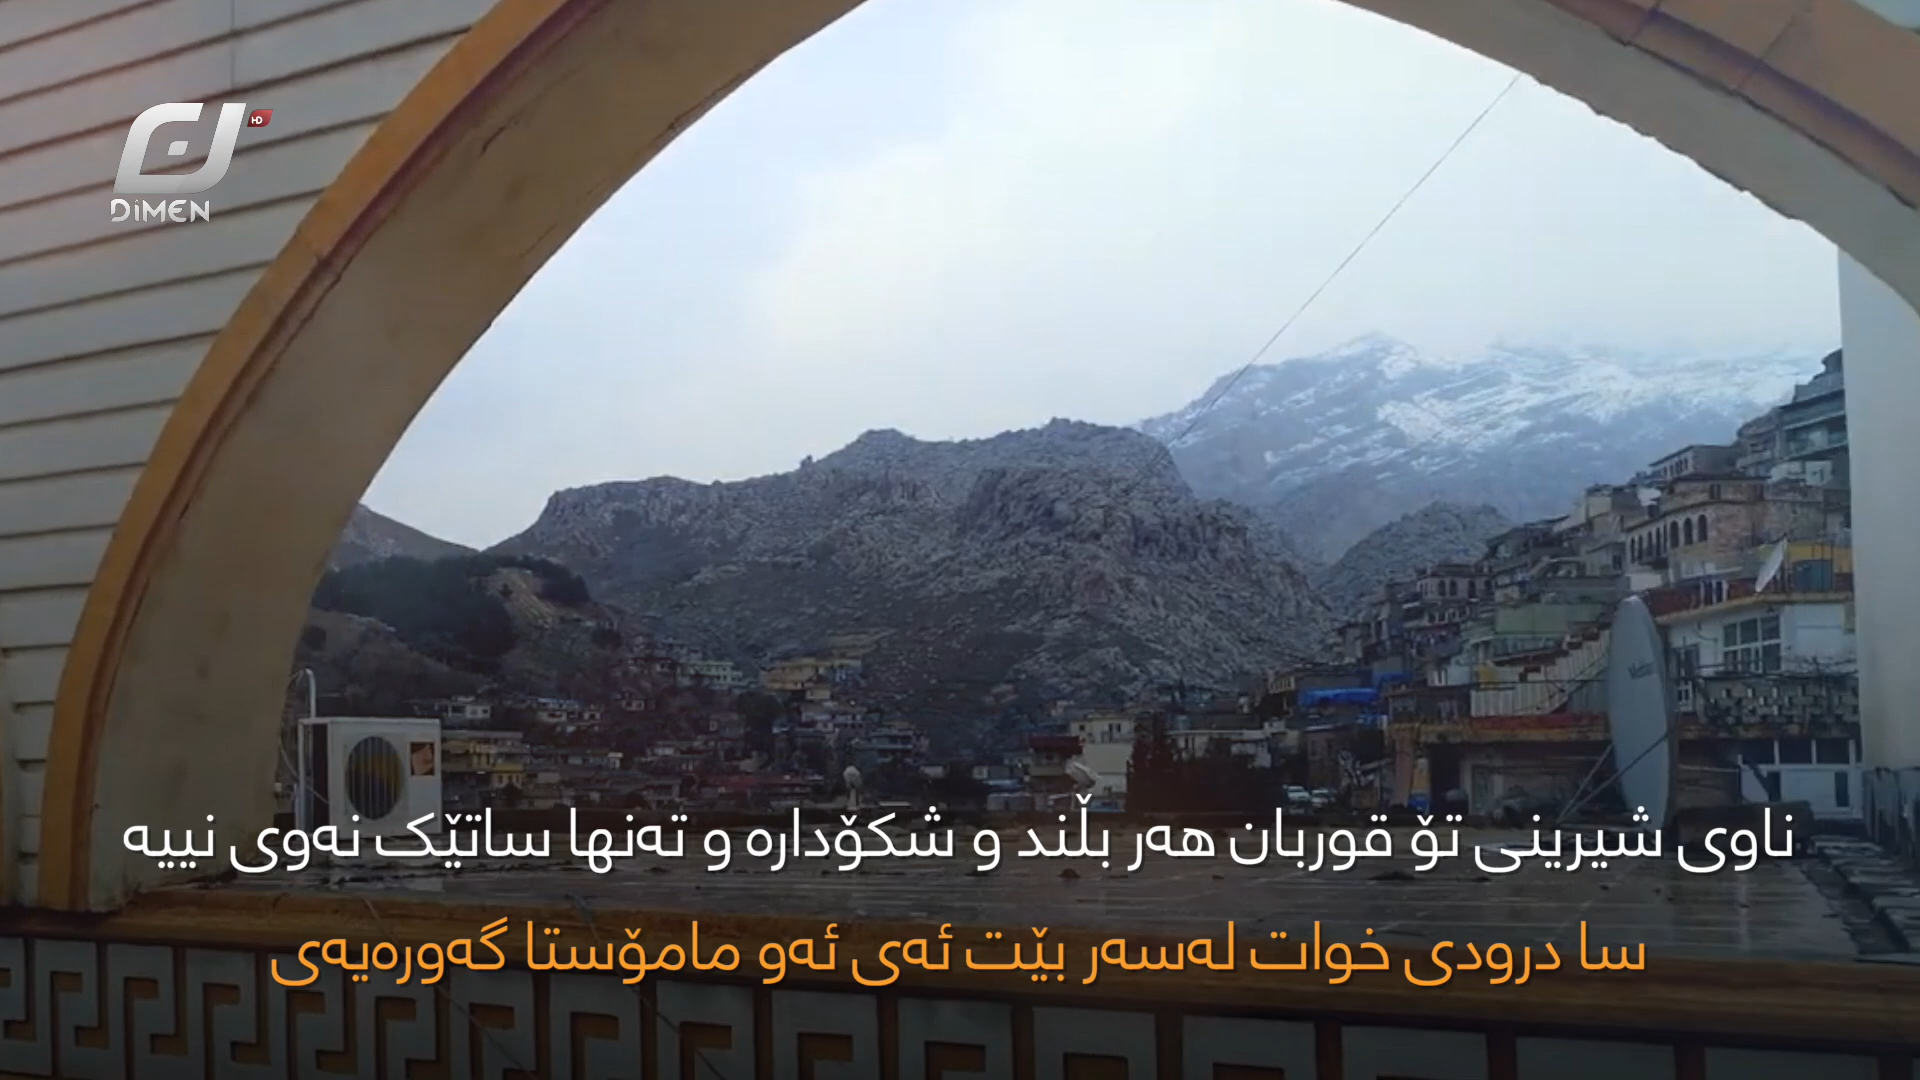 HD
DiMEN
ناوی شیرینی تۆ قوربان هەر بڵند و شکۆدارە و تەنها ساتێک نەوی نییە
سا درودی خوات لەسەر بێت ئەی ئەو مامۆستا گەورەیەی